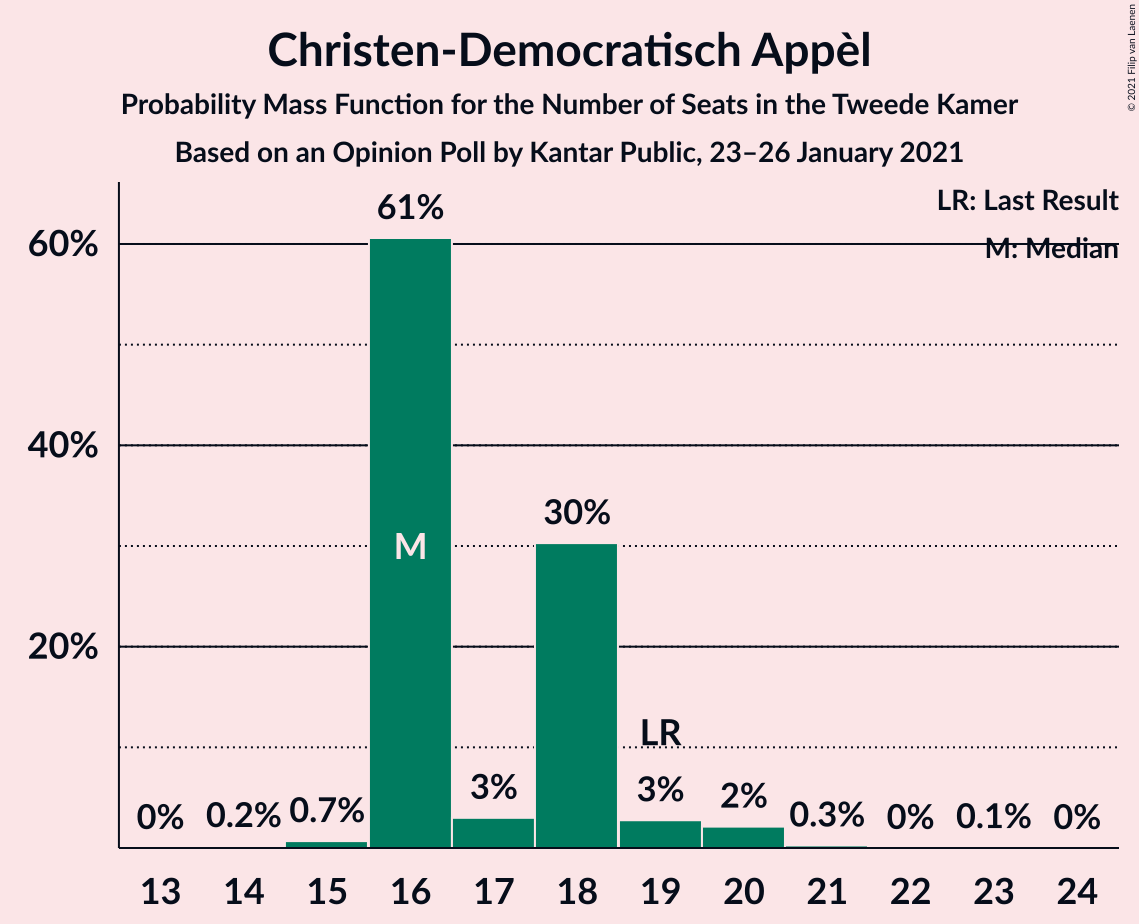 Christen-Democratisch Appèl
Probability Mass Function for the Number of Seats in the Tweede Kamer
Based on an Opinion Poll by Kantar Public, 23–26 January 2021
© 2021 Filip van Laenen
LR: Last Result
M: Median
60%
40%
20%
61%
M
30%
LR
0%
0.2%
0.7%
3%
3%
2%
0.3%
0%
0.1%
0%
13 14 15 16 17 18 19 20 21 22 23 24